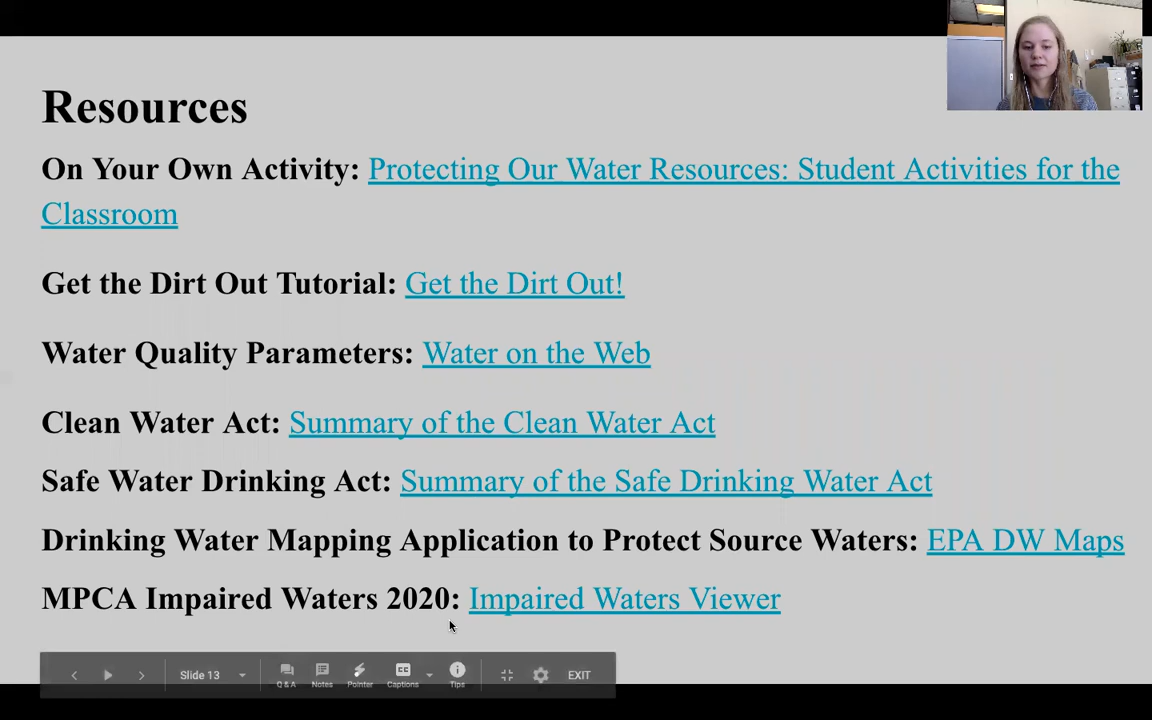 Resources
On Your Own Activity: Protecting Our Water Resources: Student Activities for the
Classroom
Get the Dirt Out Tutorial: Get the Dirt Out!
Water Quality Parameters: Water on the Web
Clean Water Act: Summary of the Clean Water Act
Safe Water Drinking Act: Summary of the Safe Drinking Water Act
Drinking Water Mapping Application to Protect Source Waters: EPA DW Maps
MPCA Impaired Waters 2020: Impaired Waters Viewer
Slide 13
Q & A Notes Pointer CC Captions Tips EXIT